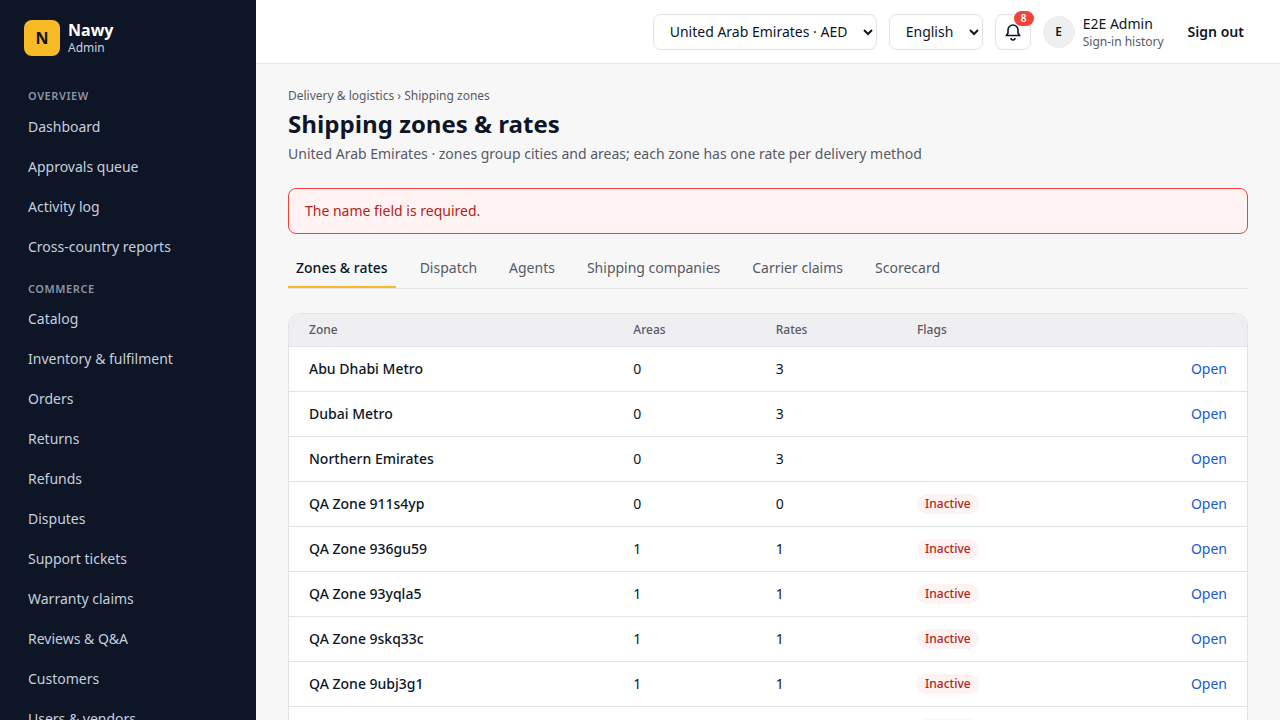 N
Nawy
Admin
OVERVIEW
Dashboard
Approvals queue
Activity log
Cross-country reports
COMMERCE
Catalog
Inventory & fulfilment
Orders
Returns
Refunds
Disputes
Support tickets
Warranty claims
Reviews & Q&A
Customers
Users & vendors
United Arab Emirates · AED
English
8
E
E2E Admin
Sign-in history
Sign out
Delivery & logistics › Shipping zones
Shipping zones & rates
United Arab Emirates · zones group cities and areas; each zone has one rate per delivery method
The name field is required.
Zones & rates Dispatch Agents Shipping companies Carrier claims Scorecard
Zone Areas Rates Flags
Abu Dhabi Metro 0 3 Open
Dubai Metro 0 3 Open
Northern Emirates 0 3 Open
QA Zone 911s4yp 0 0 Inactive Open
QA Zone 936gu59 1 1 Inactive Open
QA Zone 93yqla5 1 1 Inactive Open
QA Zone 9skq33c 1 1 Inactive Open
QA Zone 9ubj3g1 1 1 Inactive Open